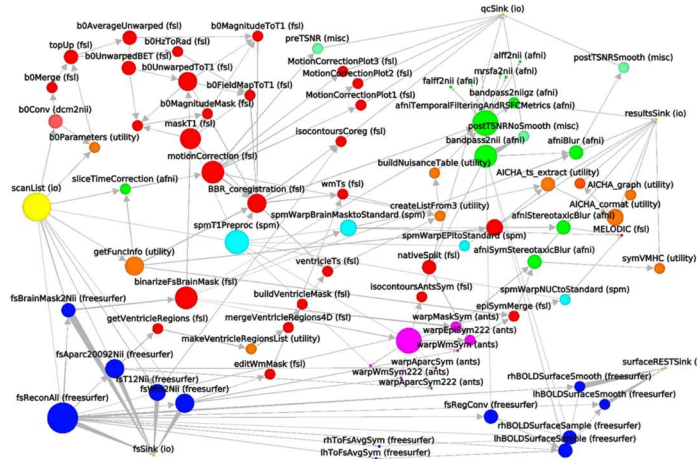 qcSink (io)
b0AverageUnwarped (fsl)
b0MagnitudeToT1 (fsl)
topUp (fsl)
b0HzToRad (fsl)
preTSNR (misc)
b0UnwarpedBET (fsl)
alff2nii (afni)
postTSNRSmooth (misc)
b0Merge (fsl)
b0UnwarpedToT1 (fsl)
MotionCorrectionPlot3 (fsl)
mrsfa2nii (afni)
MotionCorrectionPlot2 (fsl)
falff2nii (afni)
b0FieldMapToT1 (fsl)
bandpass2niigz (afni)
b0Conv (dcm2nii)
b0MagnitudeMask (fsl)
MotionCorrectionPlot1 (fsl)
afniTemporalFilteringAndRSFCMetrics (afni)
resultsSink (io)
maskT1 (fsl)
postTSNRNoSmooth (misc)
b0Parameters (utility)
isocontoursCoreg (fsl)
bandpass2nii (afni)
afniBlur (afni)
motionCorrection (fsl)
buildNuisanceTable (utility)
sliceTimeCorrection (afni)
AICHA_ts_extract (utility)
AICHA_graph (utility)
scanList (io)
BBR_coregistration (fsl)
wmTs (fsl)
createListFrom3 (utility)
AICHA_cormat (utility)
spmT1Preproc (spm)
spmWarpBrainMasktoStandard (spm)
afniStereotaxicBlur (afni)
spmWarpEPItoStandard (spm)
MELODIC (fsl)
getFuncInfo (utility)
ventricleTs (fsl)
nativeSplit (fsl)
afniSymStereotaxicBlur (afni)
symVMHC (utility)
binarizeFsBrainMask (fsl)
isocontoursAntsSym (fsl)
spmWarpNUCtoStandard (spm)
fsBrainMask2Nii (freesurfer)
buildVentricleMask (fsl)
episymMerge (fsl)
getVentricleRegions (fsl)
mergeVentricleRegions4D (fsl)
warpMaskSym (ants)
warpEpiSym222 (ants)
makeVentricleRegionsList (utility)
warpWmSym (ants)
fsAparc20092Nii (freesurfer)
editWmMask (fsl)
warpAparcSym (ants)
surfaceRESTSink (
fsT12Nii (freesurfer)
warpWmSym222 (ants)
rhBOLDSurfaceSmooth (freesurfer)
warpAparcSym222 (ants)
lhBOLDSurfaceSmooth (freesurfer)
fsReconAll (freesurfer)
fsRegConv (freesurfer)
rhBOLDSurfaceSample (freesurfer)
rhToFsAvgSym (freesurfer)
lhBOLDSurfaceSample (freesurfer)
fsSink (io)
lhToFsAvgSym (freesurfer)